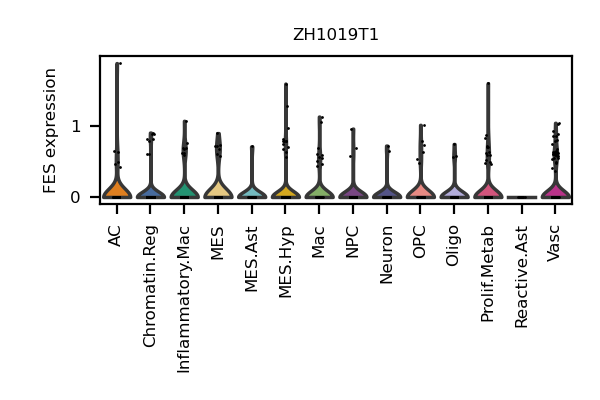 ZH1019T1
FES expression
1
0
AC
Chromatin.Reg
Inflammatory.Mac
MES
MES.Ast
MES.Hyp
Mac
NPC
Neuron
OPC
Oligo
Prolif.Metab
Reactive.Ast
Vasc